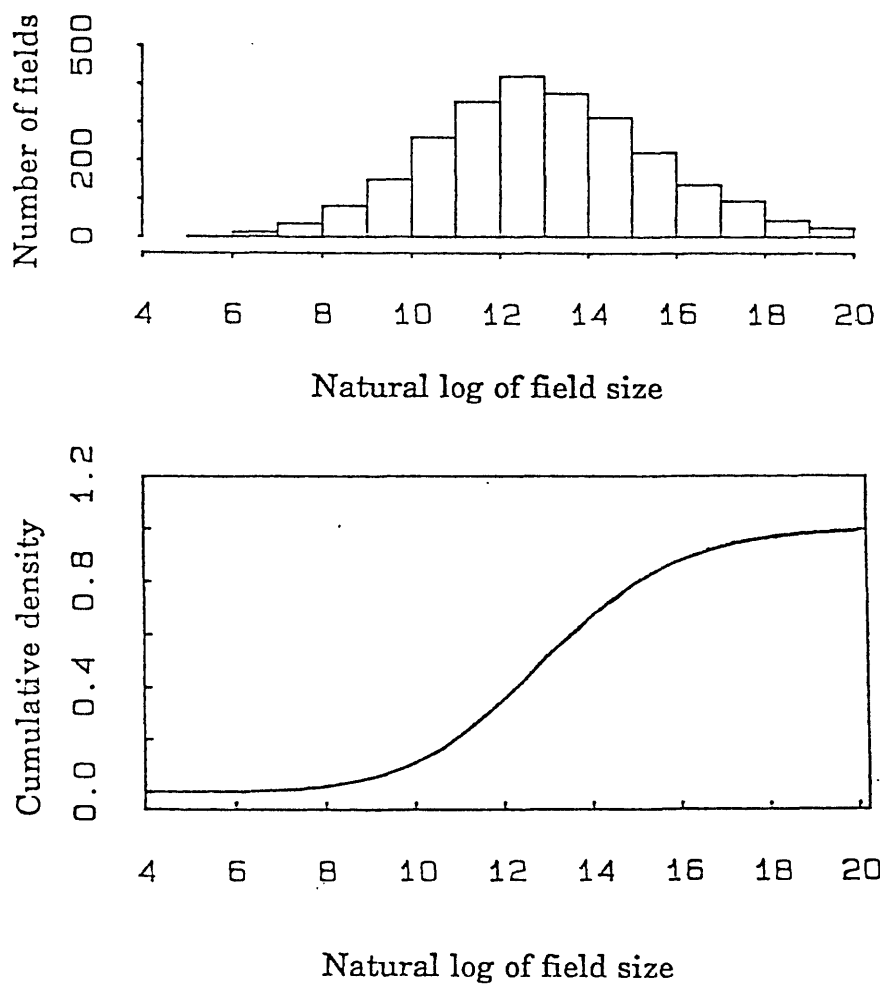 Number of fields
0 200 500
4 6 8 10 12 14 16 18 20
Natural log of field size
Cumulative density
0.0 0.4 0.8 1.2
4 6 8 10 12 14 16 18 20
Natural log of field size